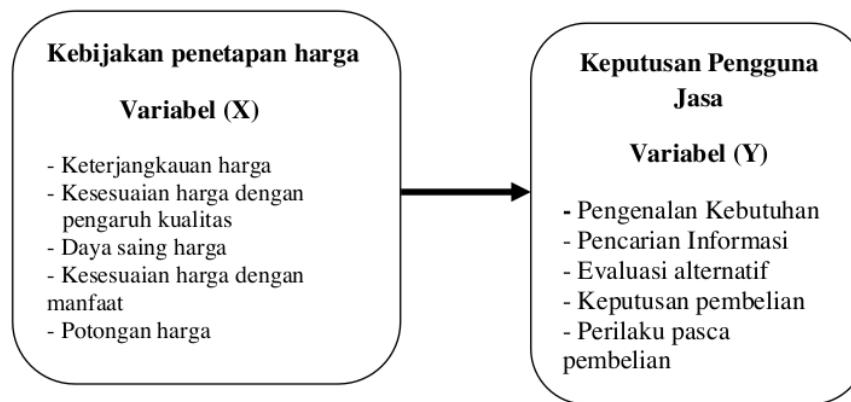 Kebijakan penetapan harga
Variabel (X)
- Keterjangkauan harga
- Kesesuaian harga dengan
pengaruh kualitas
- Daya saing harga
- Kesesuaian harga dengan
manfaat
- Potongan harga
Keputusan Pengguna
Jasa
Variabel (Y)
- Pengenalan Kebutuhan
- Pencarian Informasi
- Evaluasi alternatif
- Keputusan pembelian
- Perilaku pasca
pembelian